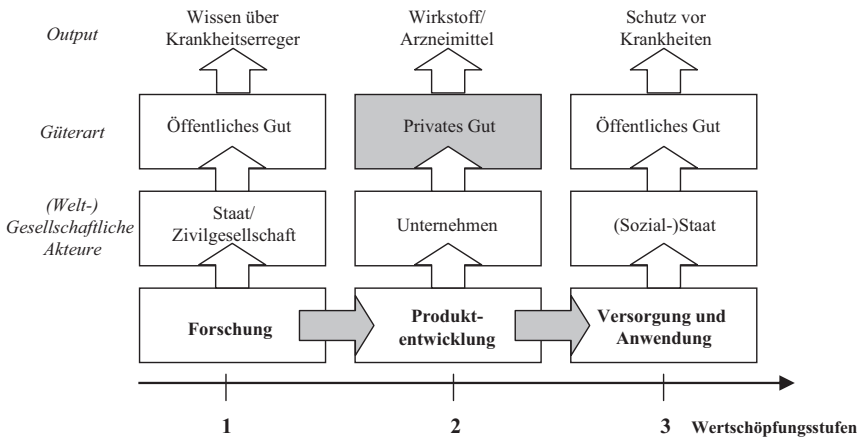 Output
Wissen über
Krankheitserreger
Wirkstoff/
Arzneimittel
Schutz vor
Krankheiten
Güterart
Öffentliches Gut
Privates Gut
Öffentliches Gut
(Welt-)
Gesellschaftliche
Akteure
Staat/
Zivilgesellschaft
Unternehmen
(Sozial-)Staat
Forschung
Produkt-
entwicklung
Versorgung und
Anwendung
1
2
3
Wertschöpfungsstufen